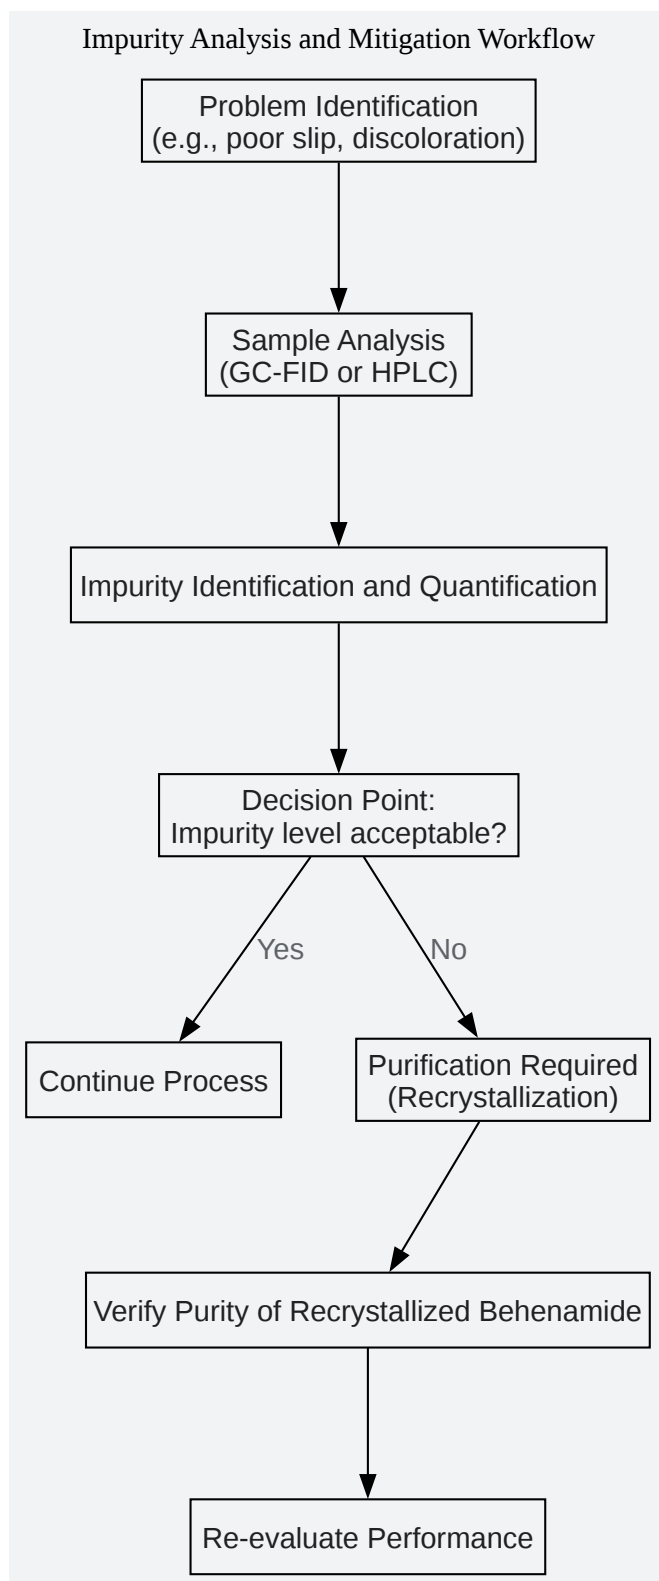 Impurity Analysis and Mitigation Workflow
Problem Identification
(e.g., poor slip, discoloration)
Sample Analysis
(GC-FID or HPLC)
Impurity Identification and Quantification
Decision Point:
Impurity level acceptable?
Yes
No
Continue Process
Purification Required
(Recrystallization)
Verify Purity of Recrystallized Behenamide
Re-evaluate Performance